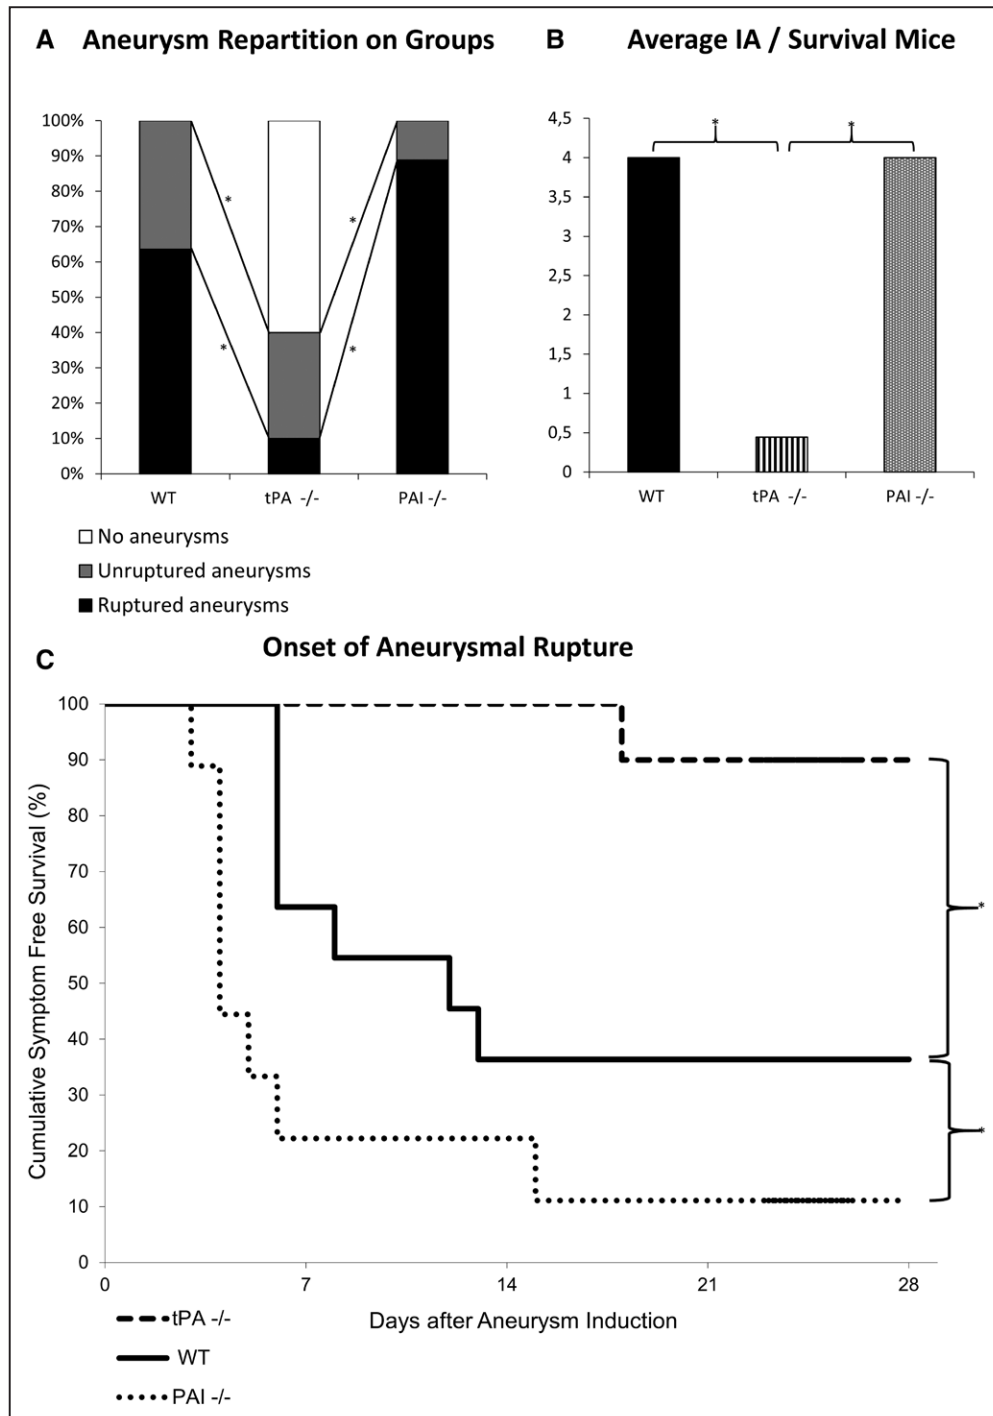 A Aneurysm Repartition on Groups
100%
90%
80%
70%
60%
50%
40%
30%
20%
10%
0%
*
*
*
*
WT tPA -/- PAI -/-
No aneurysms
Unruptured aneurysms
Ruptured aneurysms
B Average IA / Survival Mice
4,5
4
3,5
3
2,5
2
1,5
1
0,5
0
*
*
WT tPA -/- PAI -/-
C Onset of Aneurysmal Rupture
Cumulative Symptom Free Survival (%)
100
90
80
70
60
50
40
30
20
10
0
*
*
0 7 14 21 28
Days after Aneurysm Induction
tPA -/-
WT
PAI -/-